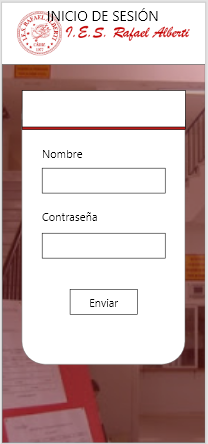 INICIO DE SESIÓN
I. E. S. Rafael Alberti
Nombre
Contraseña
Enviar